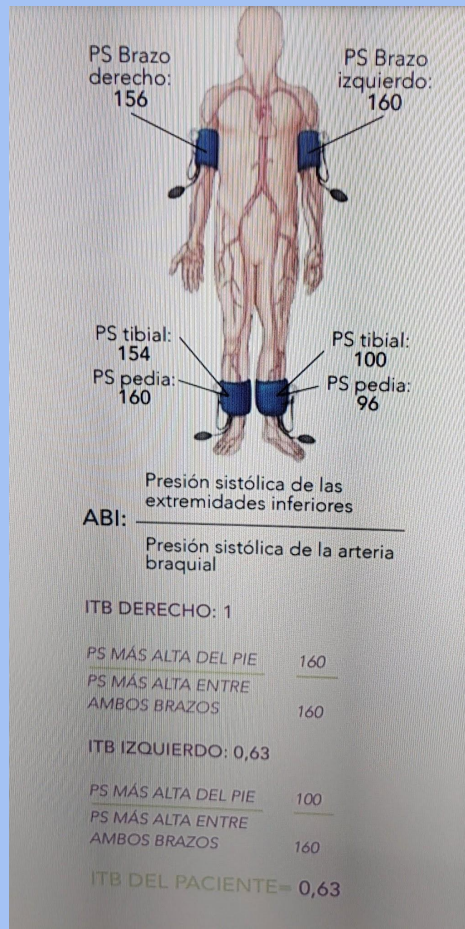 PS Brazo
derecho:
156
PS Brazo
izquierdo:
160
PS tibial:
154
PS pedia:
160
PS tibial:
100
PS pedia:
96
ABI:
Presión sistólica de las
extremidades inferiores
Presión sistólica de la arteria
braquial
ITB DERECHO: 1
PS MÁS ALTA DEL PIE 160
PS MÁS ALTA ENTRE
AMBOS BRAZOS 160
ITB IZQUIERDO: 0,63
PS MÁS ALTA DEL PIE 100
PS MÁS ALTA ENTRE
AMBOS BRAZOS 160
ITB DEL PACIENTE= 0,63